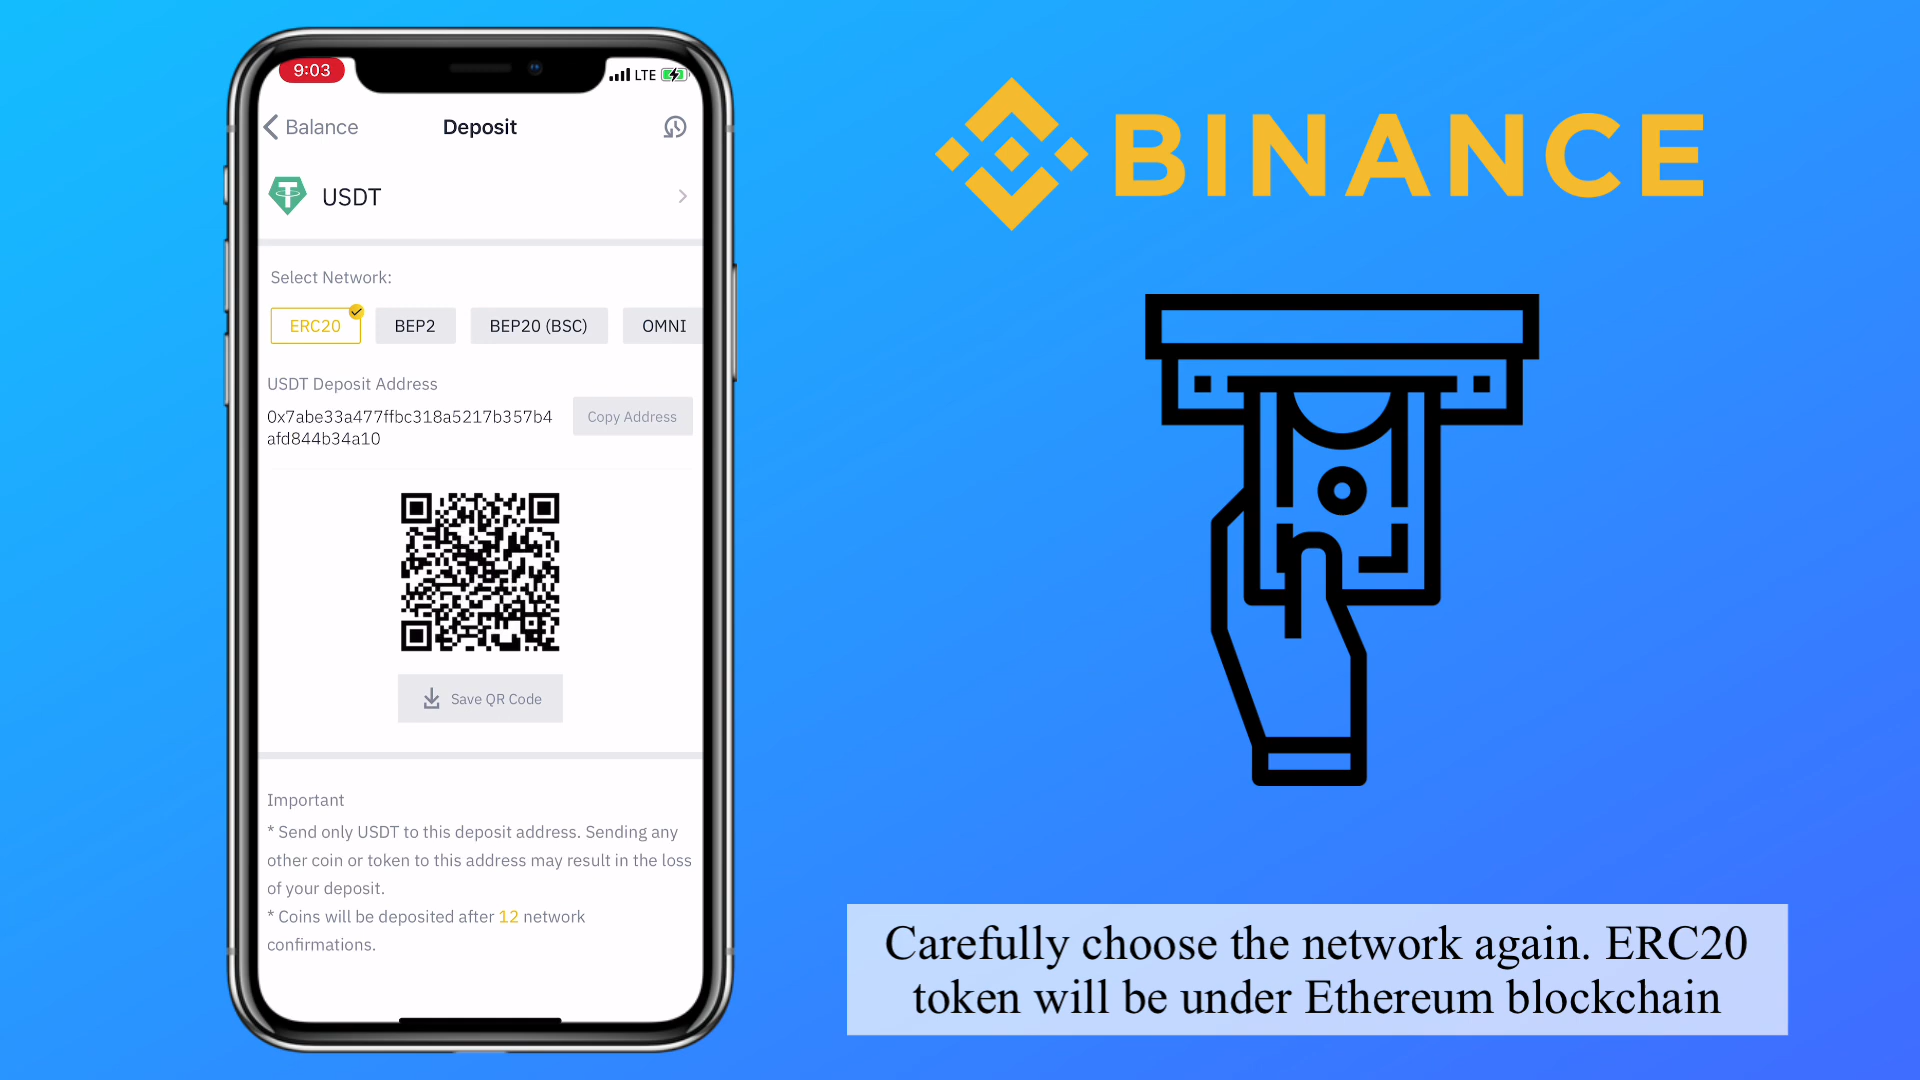 9:03
LTE
Balance
Deposit
USDT
Select Network:
ERC20
BEP2
BEP20 (BSC)
OMNI
USDT Deposit Address
0x7abe33a477ffbc318a5217b357b4
afd844b34a10
Copy Address
Save QR Code
Important
* Send only USDT to this deposit address. Sending any
other coin or token to this address may result in the loss
of your deposit.
* Coins will be deposited after 12 network
confirmations.
BINANCE
Carefully choose the network again. ERC20
token will be under Ethereum blockchain